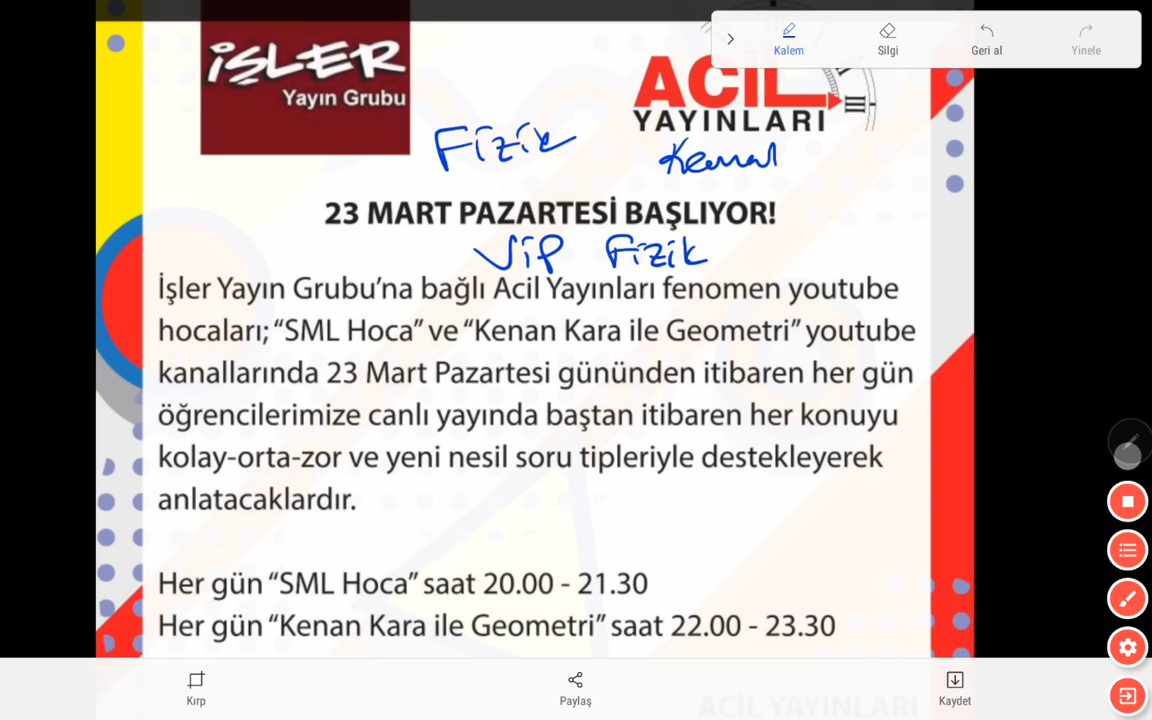 Kalem
Silgi
Geri al
Yinele
İŞLER
Yayın Grubu
ACİL
YAYINLARI
III
Fizik
Kemal
23 MART PAZARTESİ BAŞLIYOR!
Vip Fizik
İşler Yayın Grubu’na bağlı Acil Yayınları fenomen youtube
hocaları; “SML Hoca” ve “Kenan Kara ile Geometri” youtube
kanallarında 23 Mart Pazartesi gününden itibaren her gün
öğrencilerimize canlı yayında baştan itibaren her konuyu
kolay-orta-zor ve yeni nesil soru tipleriyle destekleyerek
anlatacaklardır.
Her gün “SML Hoca” saat 20.00 - 21.30
Her gün “Kenan Kara ile Geometri” saat 22.00 - 23.30
ACİL YAYINLARI
Kırp
Paylaş
Kaydet